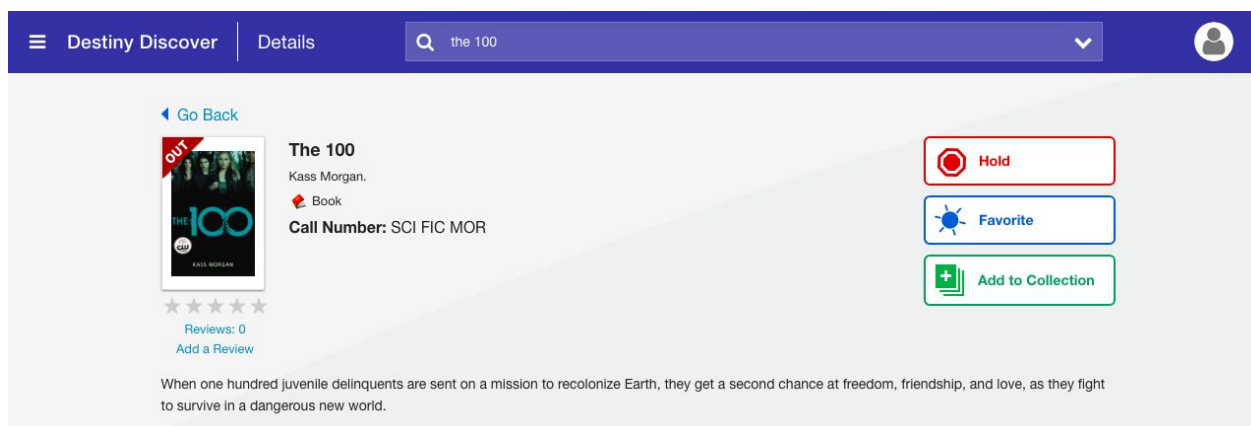 Destiny Discover
Details
the 100
Go Back
OUT
THE 100
CW
KASS MORGAN
The 100
Kass Morgan.
Book
Call Number: SCI FIC MOR
Hold
Favorite
Add to Collection
Reviews: 0
Add a Review
When one hundred juvenile delinquents are sent on a mission to recolonize Earth, they get a second chance at freedom, friendship, and love, as they fight
to survive in a dangerous new world.